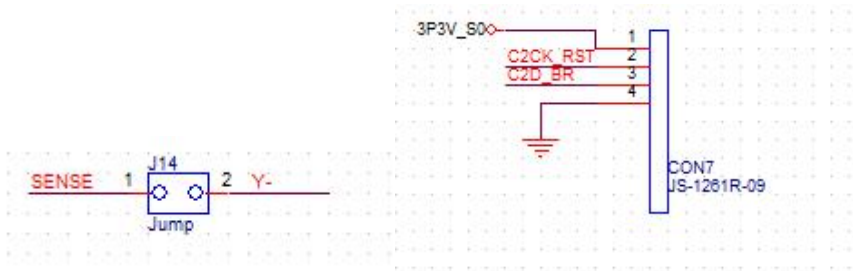 3P3V_S0
1
C2CK_RST 2
C2D_BR 3
4
CON7
JS-1261R-09
J14
SENSE 1 2 Y-
Jump